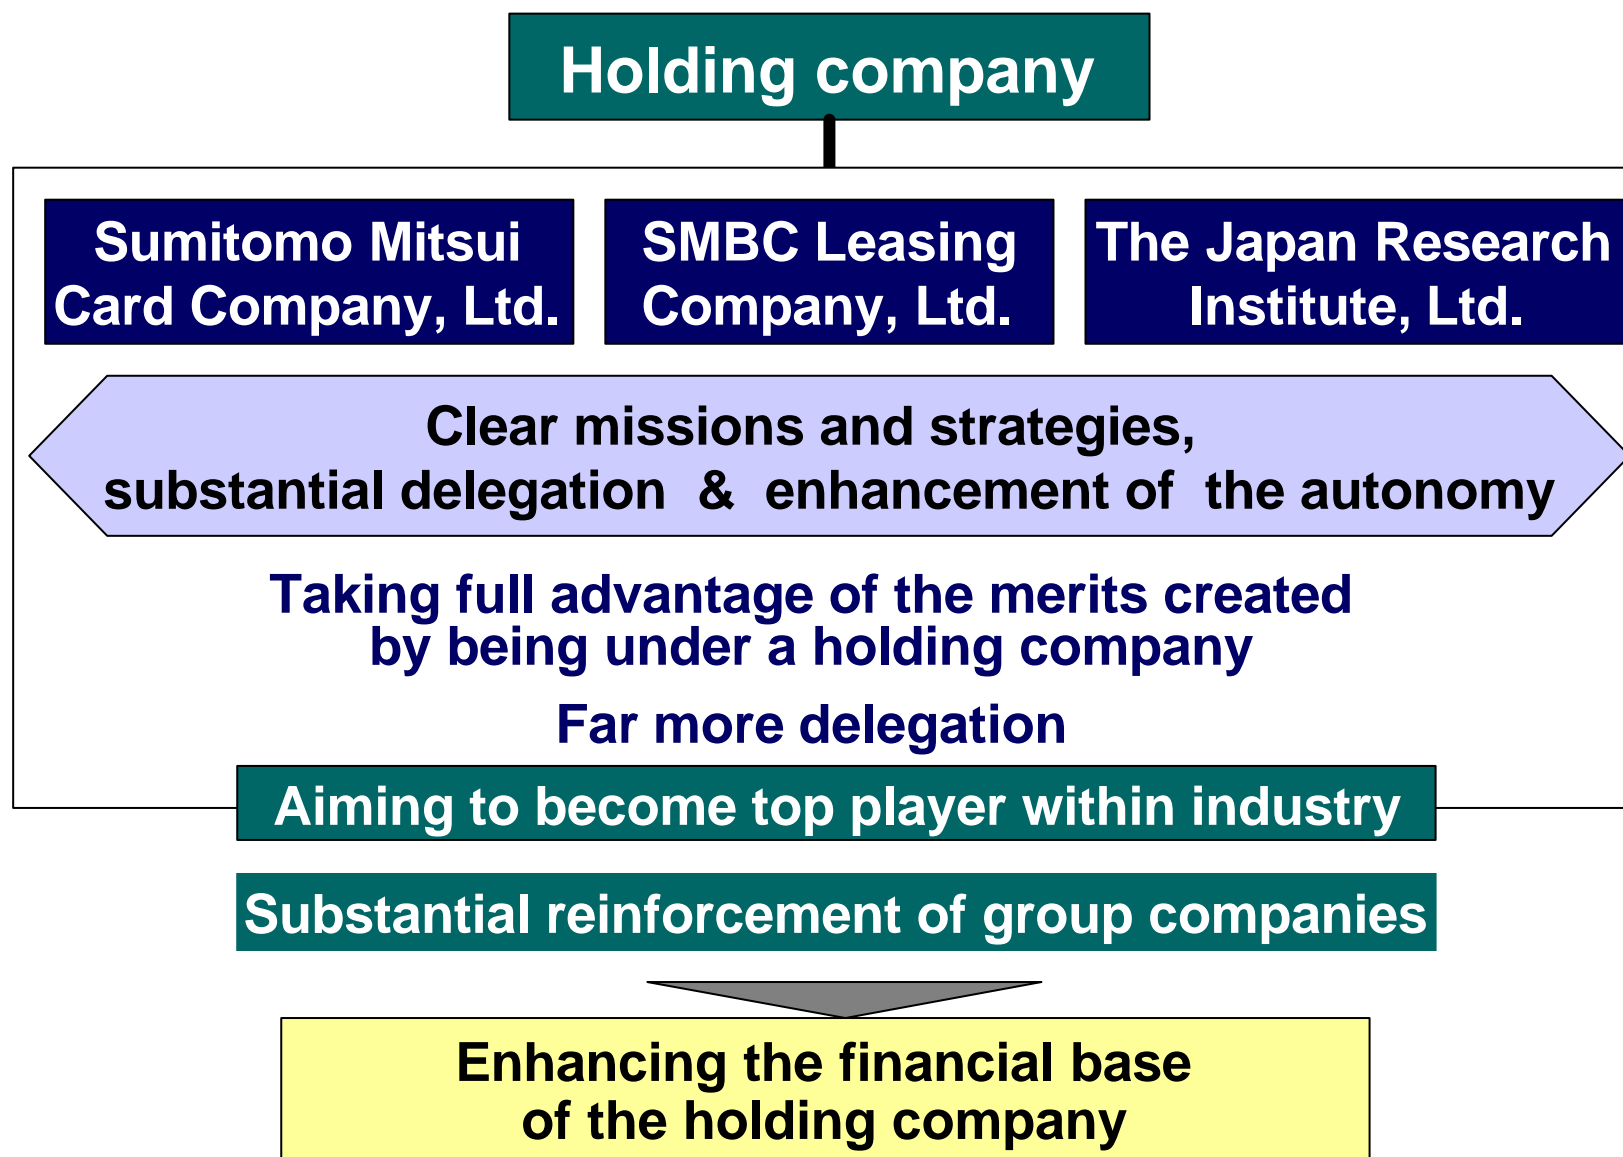 Holding company
Sumitomo Mitsui
Card Company, Ltd.
SMBC Leasing
Company, Ltd.
The Japan Research
Institute, Ltd.
Clear missions and strategies,
substantial delegation & enhancement of the autonomy
Taking full advantage of the merits created
by being under a holding company
Far more delegation
Aiming to become top player within industry
Substantial reinforcement of group companies
Enhancing the financial base
of the holding company